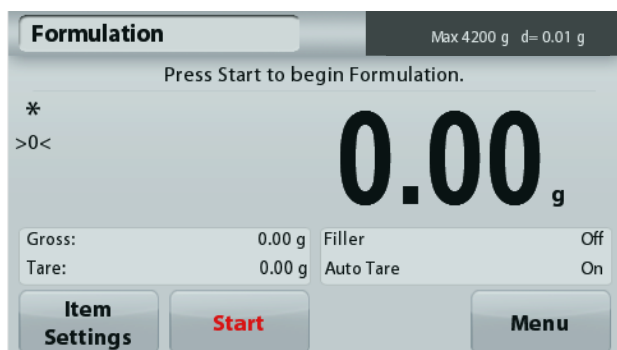 Formulation
Max 4200 g d= 0.01 g
Press Start to begin Formulation.
*
>0<
0.00 g
Gross: 0.00 g
Filler Off
Tare: 0.00 g
Auto Tare On
Item Settings
Start
Menu